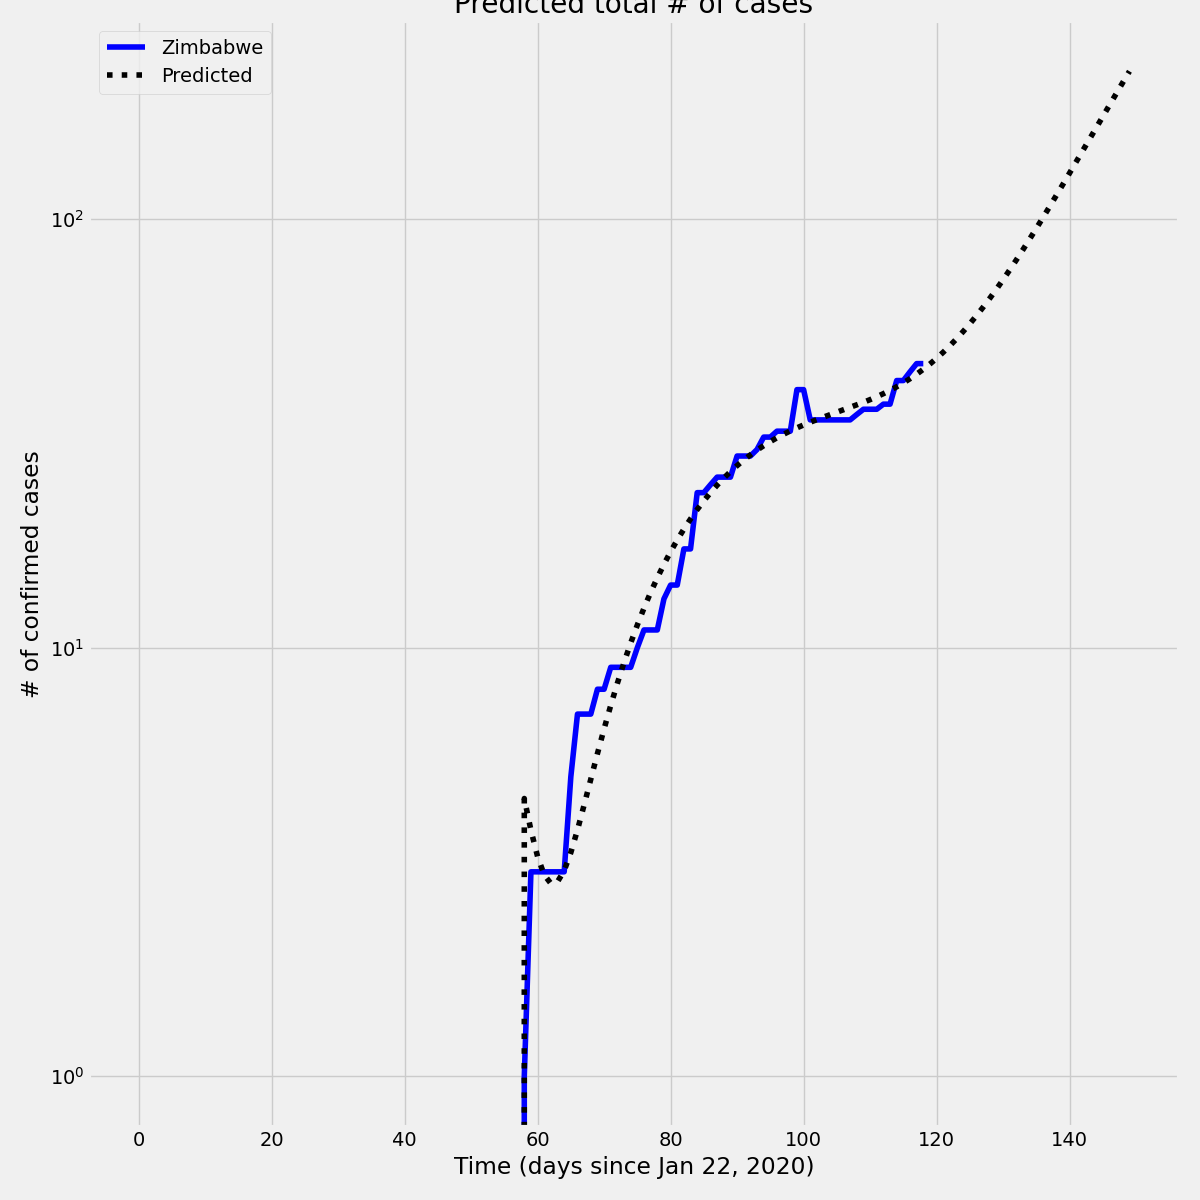 Predicted total # of cases
Zimbabwe
Predicted
10²
10¹
10⁰
# of confirmed cases
0 20 40 60 80 100 120 140
Time (days since Jan 22, 2020)